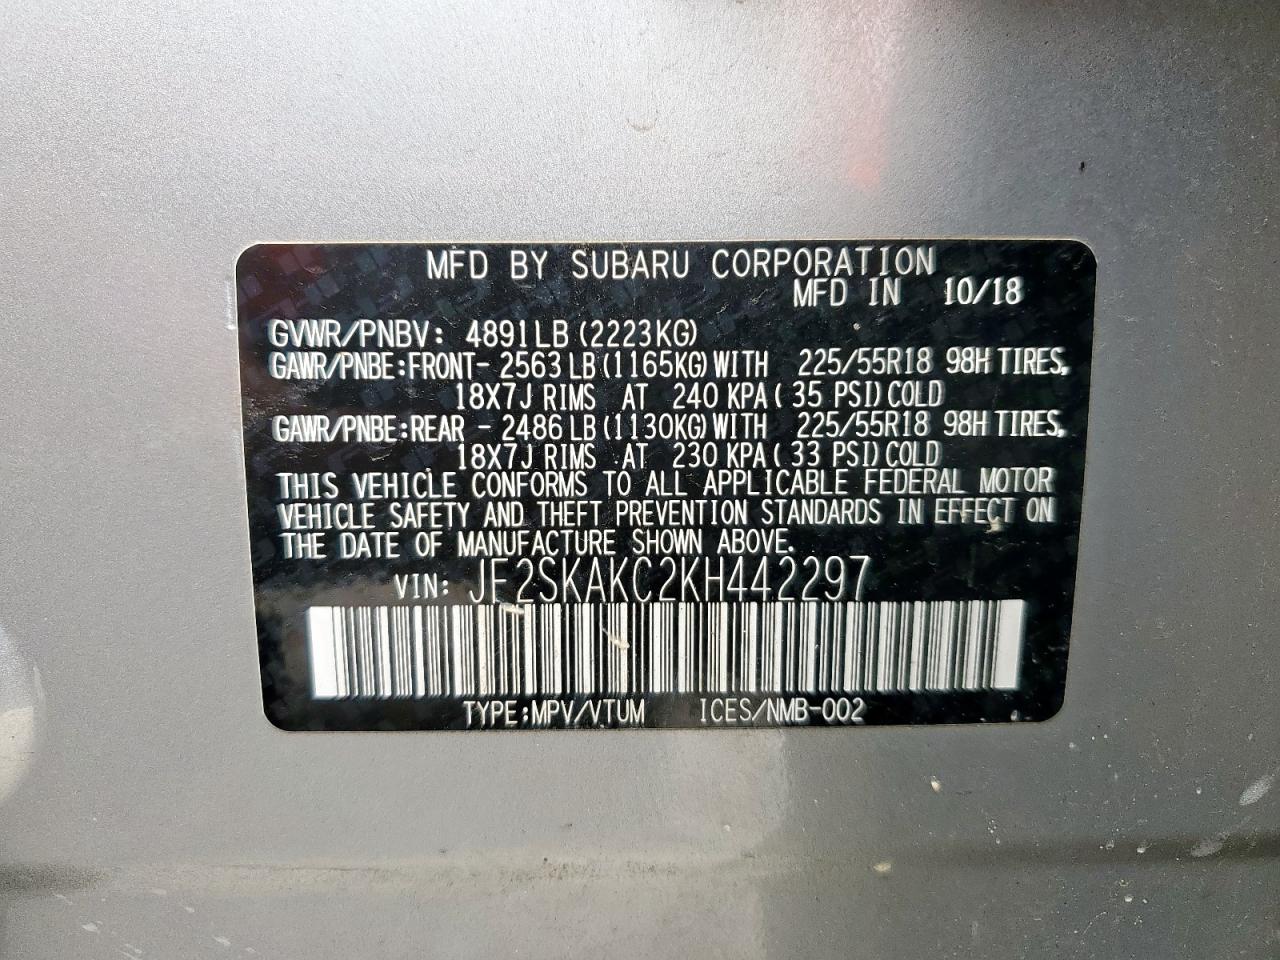 MFD BY SUBARU CORPORATION
MFD IN 10/18
GVWR/PNBV: 4891LB (2223KG)
GAWR/PNBE:FRONT- 2563 LB (1165KG) WITH 225/55R18 98H TIRES,
18X7J RIMS AT 240 KPA ( 35 PSI) COLD
GAWR/PNBE:REAR - 2486 LB (1130KG) WITH 225/55R18 98H TIRES,
18X7J RIMS AT 230 KPA ( 33 PSI) COLD
THIS VEHICLE CONFORMS TO ALL APPLICABLE FEDERAL MOTOR
VEHICLE SAFETY AND THEFT PREVENTION STANDARDS IN EFFECT ON
THE DATE OF MANUFACTURE SHOWN ABOVE.
VIN: JF2SKAKC2KH442297
TYPE:MPV/VTUM ICES/NMB-002